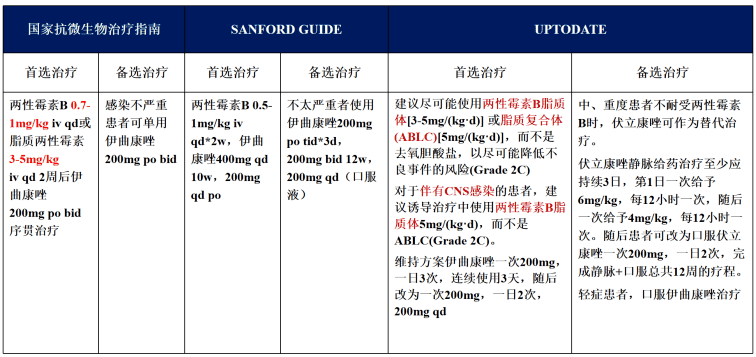 国家抗微生物治疗指南
SANFORD GUIDE
UPTODATE
首选治疗
备选治疗
首选治疗
备选治疗
首选治疗
备选治疗
两性霉素B 0.7-
1mg/kg iv qd或
脂质两性霉素
3-5mg/kg
iv qd 2周后伊
曲康唑
200mg po bid
序贯治疗
感染不严重
患者可单用
伊曲康唑
200mg po bid
两性霉素B 0.5-
1mg/kg iv
qd*2w，伊曲
康唑400mg qd
10w，200mg
qd po
不太严重者使用
伊曲康唑200mg
po tid*3d，
200mg bid 12w，
200mg qd（口服
液）
建议尽可能使用两性霉素B脂质
体[3-5mg/(kg·d)] 或脂质复合体
(ABLC)[5mg/(kg·d)]，而不是
去氧胆酸盐，以尽可能降低不
良事件的风险(Grade 2C)
对于伴有CNS感染的患者，建
议诱导治疗中使用两性霉素B脂
质体5mg/(kg·d)，而不是
ABLC(Grade 2C)。
维持方案伊曲康唑一次200mg，
一日3次，连续使用3天，随后
改为一次200mg，一日2次，
200mg qd
中、重度患者不耐受两性霉素
B时，伏立康唑可作为替代治
疗。
伏立康唑静脉给药治疗至少应
持续3日，第1日一次给予
6mg/kg，每12小时一次，随后
一次给予4mg/kg，每12小时一
次。随后患者可改为口服伏立
康唑一次200mg，一日2次，完
成静脉+口服总共12周的疗程。
轻症患者，口服伊曲康唑治疗